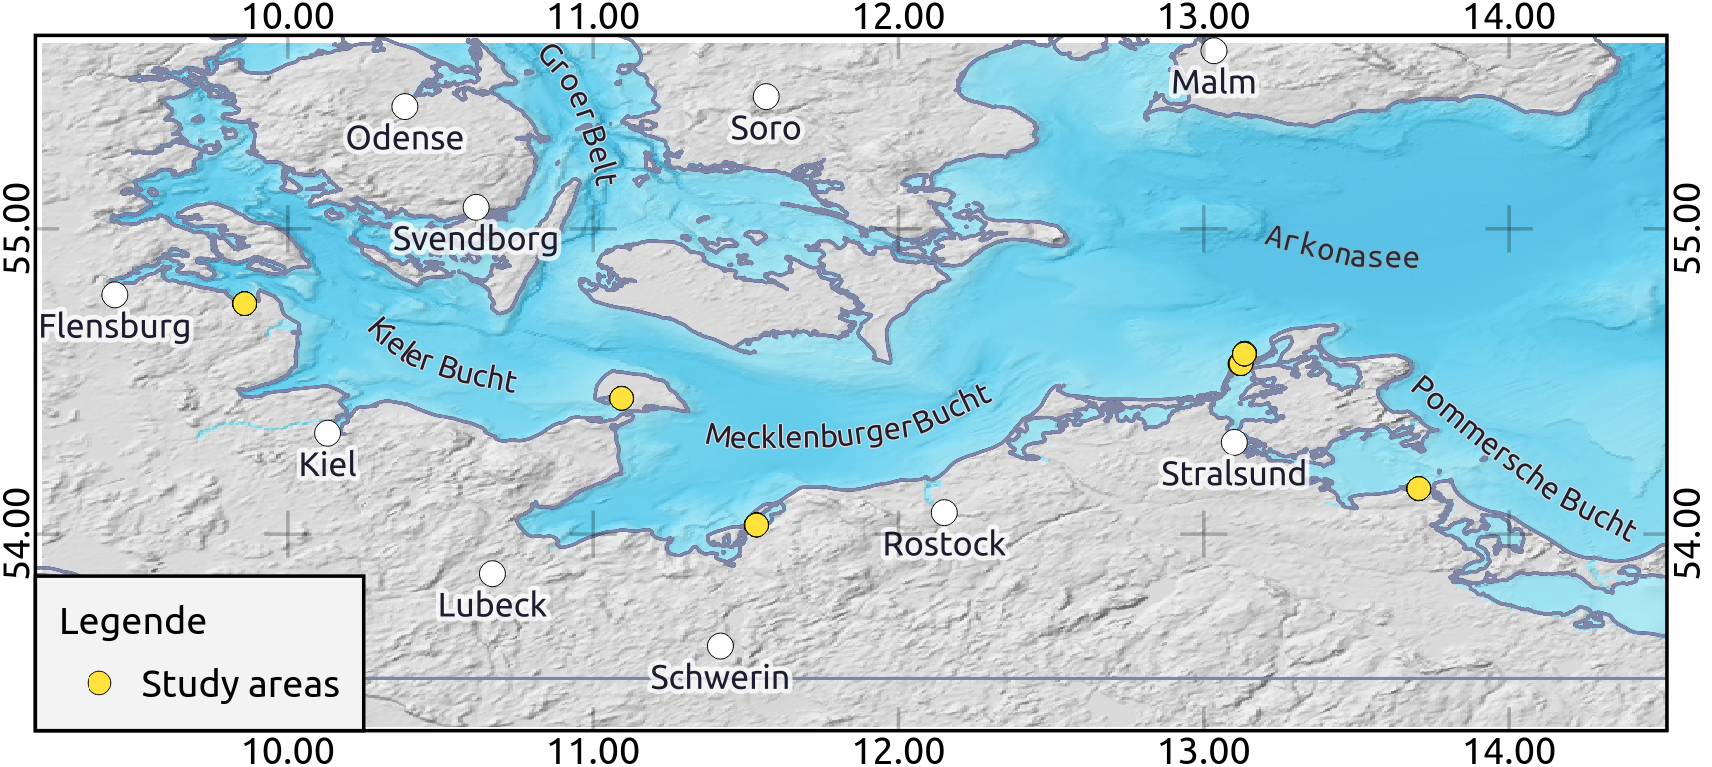 10.00 11.00 12.00 13.00 14.00
Malm
Groer Belt
Odense
Soro
55.00
55.00
Svendborg
Arkonasee
Flensburg
Kieler Bucht
Pommersche Bucht
Mecklenburger Bucht
Kiel
Stralsund
54.00
54.00
Rostock
Lubeck
Legende
Schwerin
Study areas
10.00 11.00 12.00 13.00 14.00